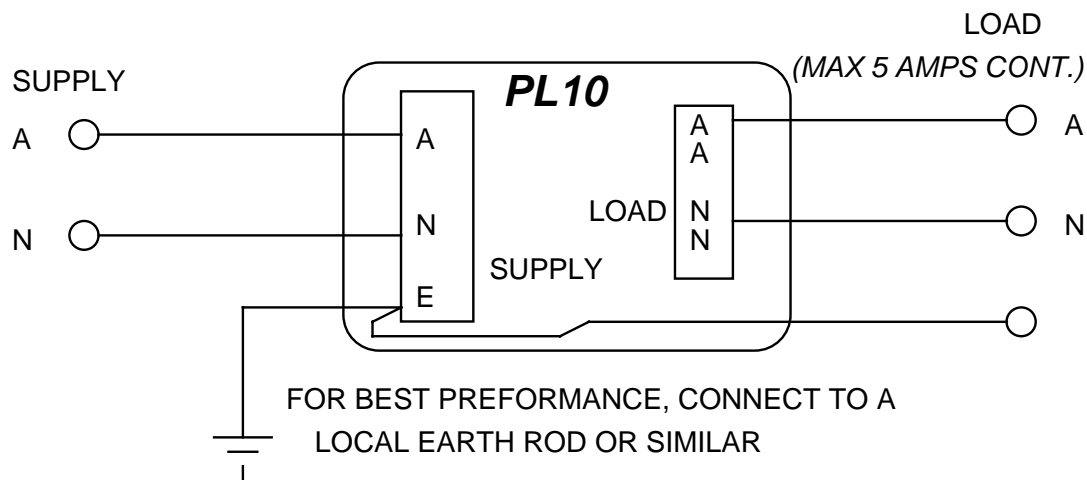 LOAD
(MAX 5 AMPS CONT.)
SUPPLY
PL10
A
A
A
A
A
N
N
LOAD
N
N
N
SUPPLY
E
FOR BEST PREFORMANCE, CONNECT TO A
LOCAL EARTH ROD OR SIMILAR